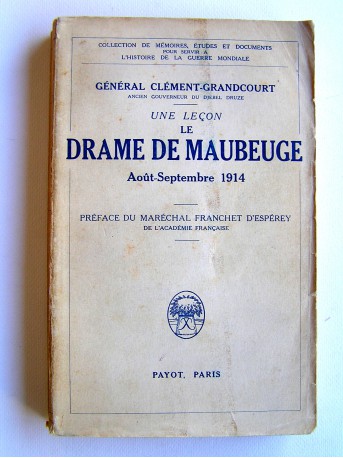 COLLECTION DE MÉMOIRES, ÉTUDES ET DOCUMENTS
POUR SERVIR A
L'HISTOIRE DE LA GUERRE MONDIALE
GÉNÉRAL CLÉMENT-GRANDCOURT
ANCIEN GOUVERNEUR DU DJEBEL DRUZE
UNE LEÇON
LE
DRAME DE MAUBEUGE
Août-Septembre 1914
PRÉFACE DU MARÉCHAL FRANCHET D'ESPÉREY
DE L'ACADÉMIE FRANÇAISE
PAYOT, PARIS